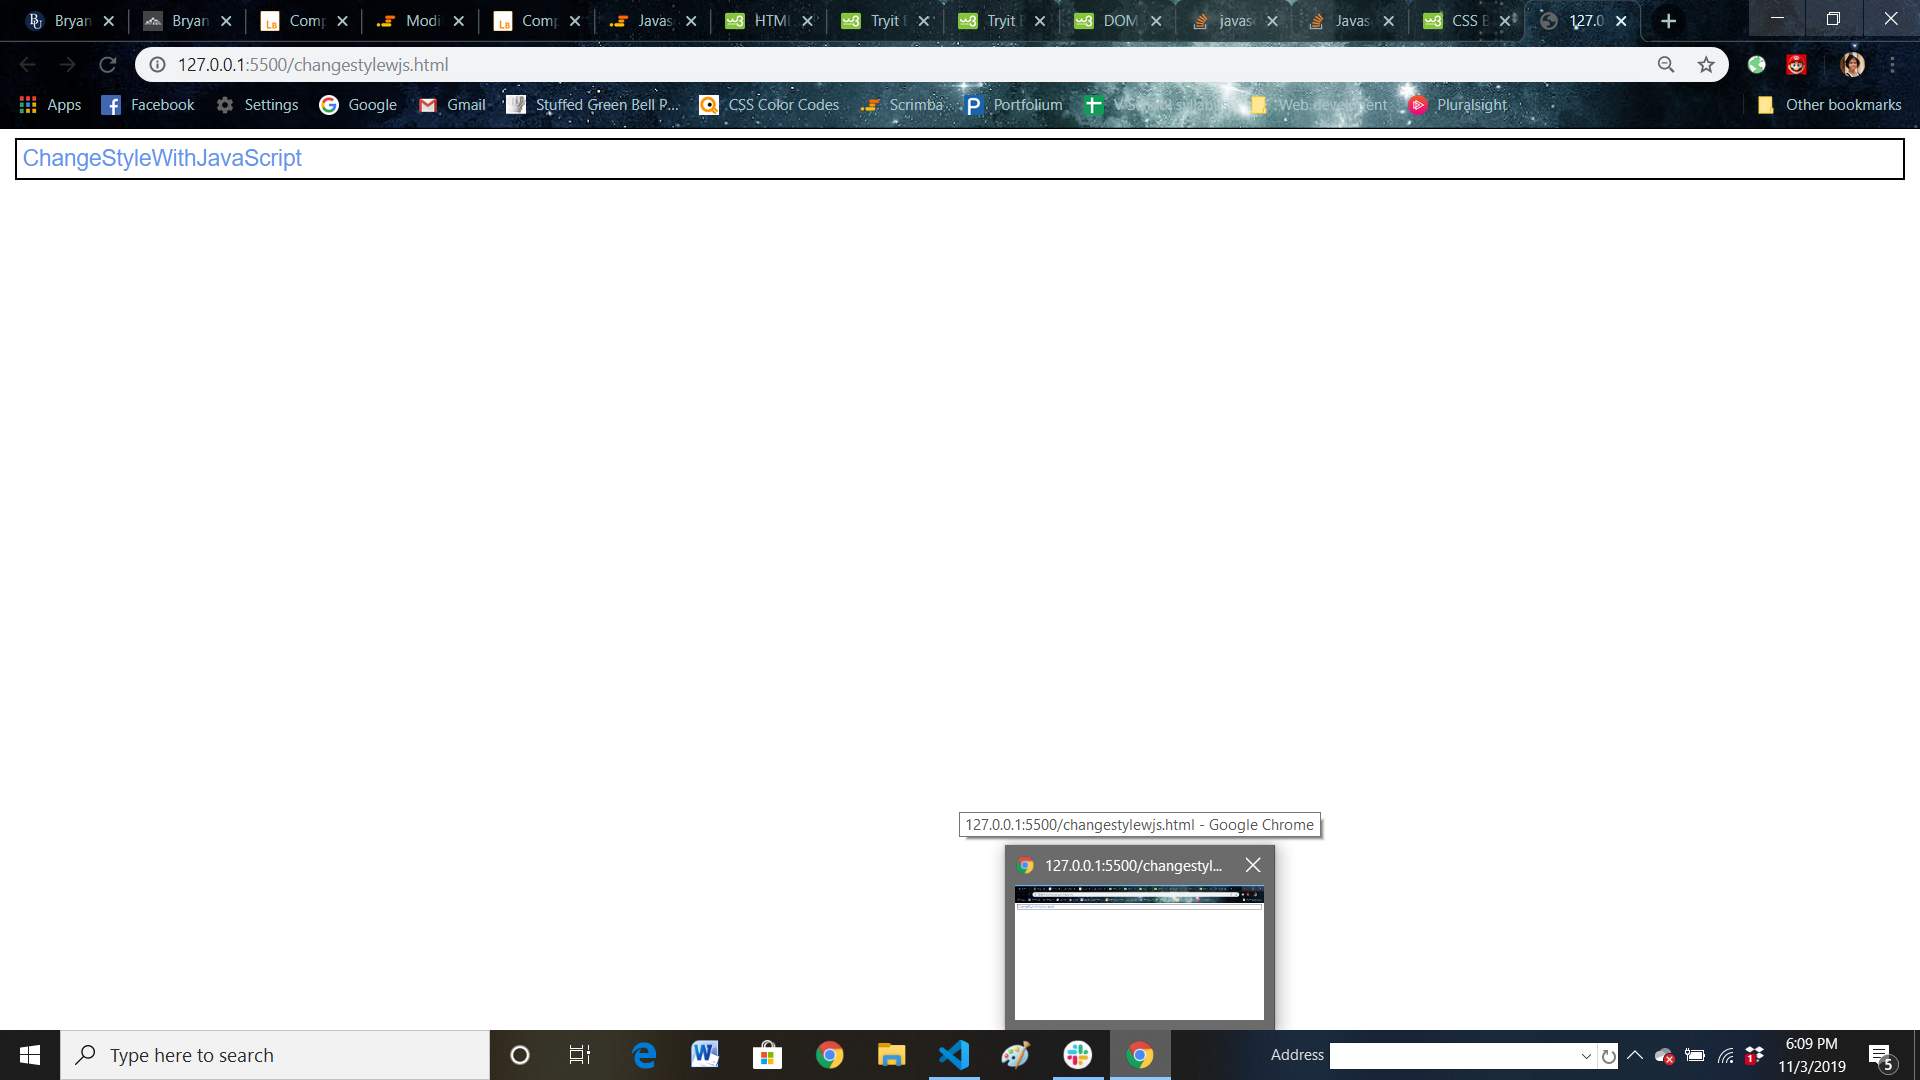 Bryan
Bryan
Comp
Modi
Comp
Javas
HTML
Tryit
Tryit
DOM
javas
Javas
CSS B
127.0
127.0.0.1:5500/changestylewjs.html
Apps
Facebook
Settings
Google
Gmail
Stuffed Green Bell P...
CSS Color Codes
Scrimba
Portfolium
V School syllabus
Web develepment
Pluralsight
Other bookmarks
ChangeStyleWithJavaScript
127.0.0.1:5500/changestylewjs.html - Google Chrome
127.0.0.1:5500/changestyl...
Type here to search
Address
6:09 PM
11/3/2019
5